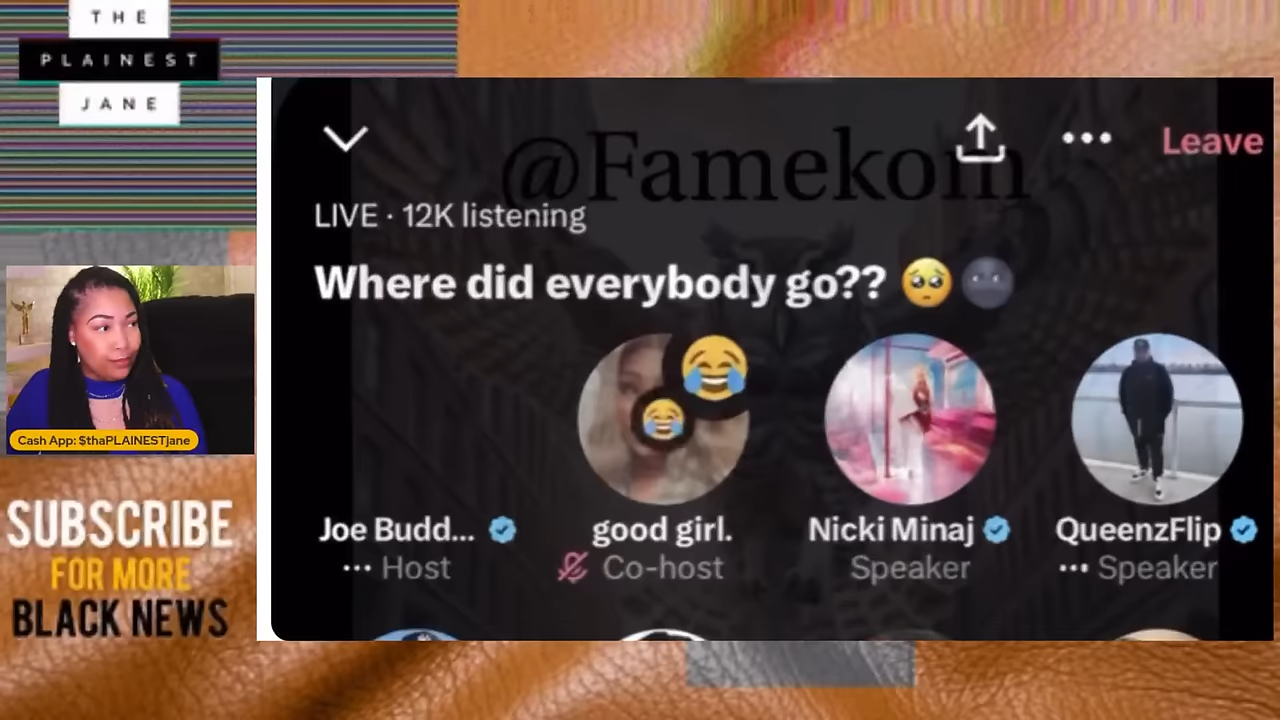 THE
PLAINEST
JANE
@Famekom
Leave
LIVE · 12K listening
Where did everybody go?? 🥺🌚
Joe Budd...
good girl.
Nicki Minaj
QueenzFlip
••• Host
Co-host
Speaker
••• Speaker
Cash App: $thaPLAINESTjane
SUBSCRIBE
FOR MORE
BLACK NEWS